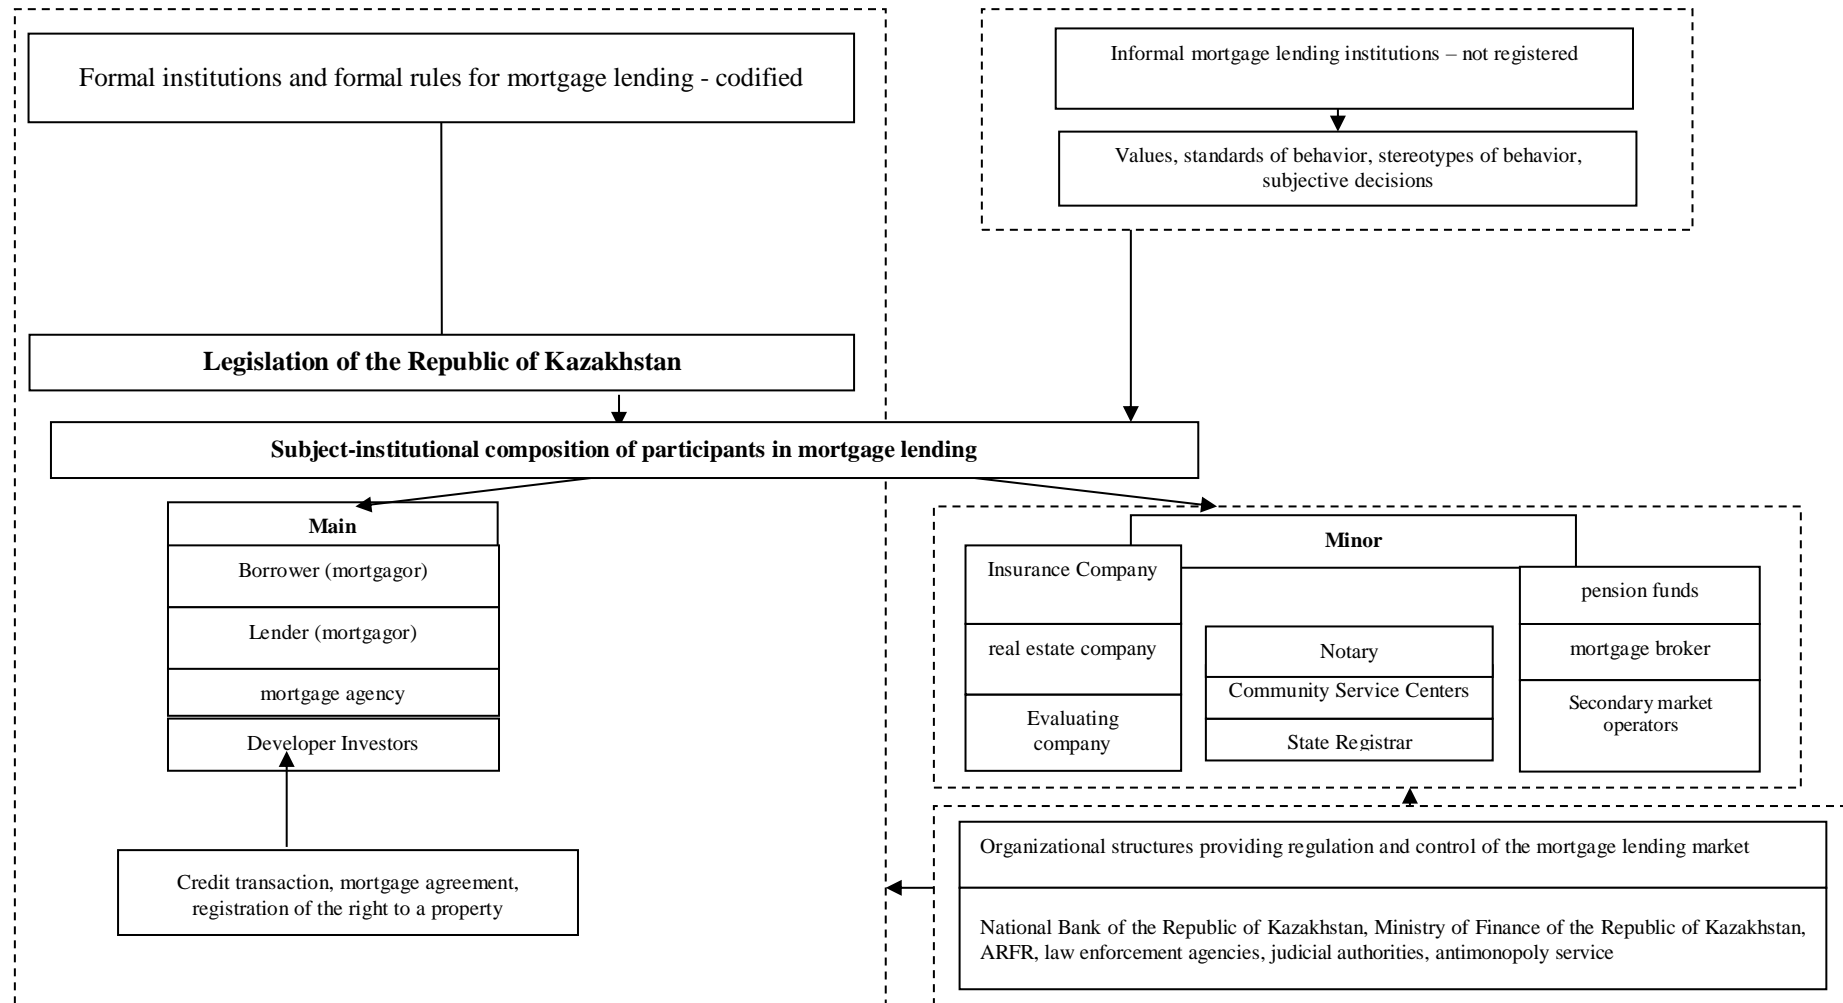 Formal institutions and formal rules for mortgage lending - codified
Informal mortgage lending institutions – not registered
Values, standards of behavior, stereotypes of behavior,
subjective decisions
Legislation of the Republic of Kazakhstan
Subject-institutional composition of participants in mortgage lending
Main
Borrower (mortgagor)
Lender (mortgagor)
mortgage agency
Developer Investors
Credit transaction, mortgage agreement,
registration of the right to a property
Minor
Insurance Company
real estate company
Evaluating
company
Notary
Community Service Centers
State Registrar
pension funds
mortgage broker
Secondary market
operators
Organizational structures providing regulation and control of the mortgage lending market
National Bank of the Republic of Kazakhstan, Ministry of Finance of the Republic of Kazakhstan,
ARFR, law enforcement agencies, judicial authorities, antimonopoly service